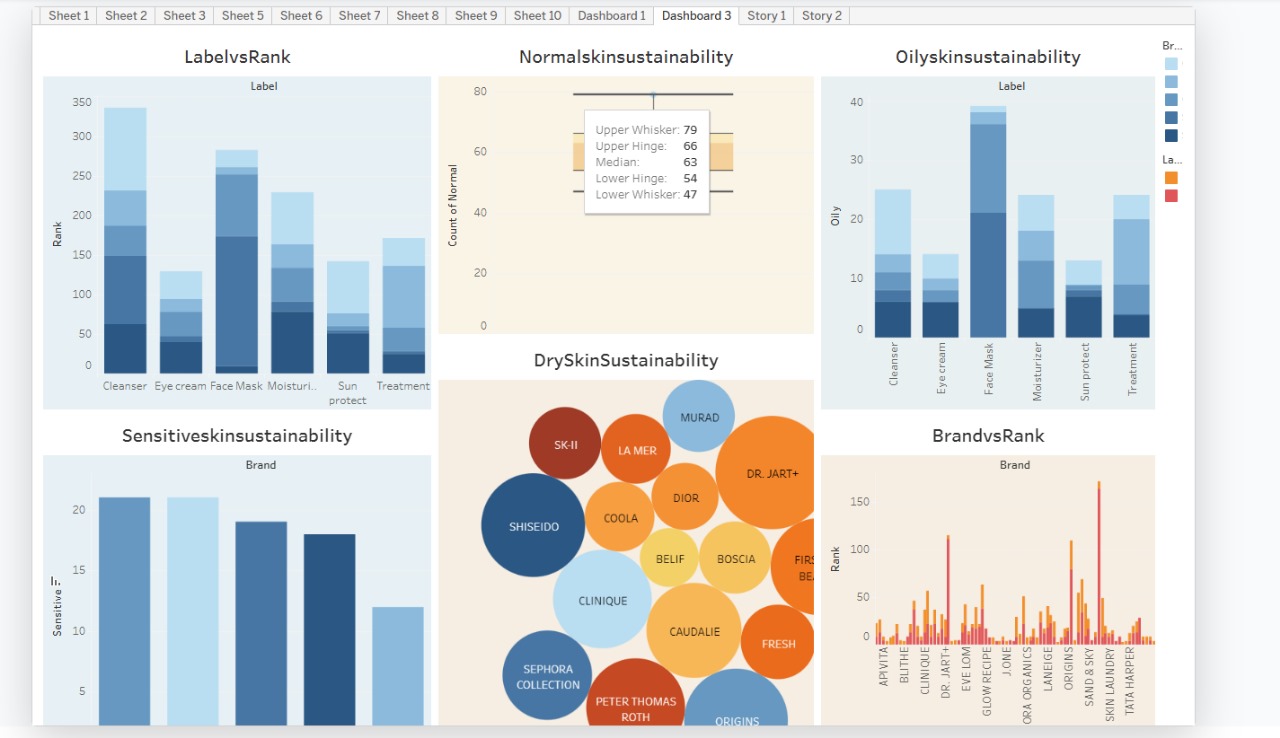 Sheet 1 Sheet 2 Sheet 3 Sheet 5 Sheet 6 Sheet 7 Sheet 8 Sheet 9 Sheet 10 Dashboard 1 Dashboard 3 Story 1 Story 2
LabelvsRank
Label
Rank
350
300
250
200
150
100
50
0
Cleanser Eye cream Face Mask Moisturi.. Sun protect Treatment
Normalskinsustainability
Count of Normal
80
60
40
20
0
Upper Whisker: 79
Upper Hinge: 66
Median: 63
Lower Hinge: 54
Lower Whisker: 47
Oilyskinsustainability
Label
Oily
40
30
20
10
0
Cleanser
Eye cream
Face Mask
Moisturizer
Sun protect
Treatment
Br...
La...
Sensitiveskinsustainability
Brand
Sensitive
20
15
10
5
DrySkinSustainability
MURAD
SK-II
LA MER
DR. JART+
DIOR
SHISEIDO
COOLA
BELIF
BOSCIA
FIRS
BEA
CLINIQUE
CAUDALIE
FRESH
SEPHORA
COLLECTION
PETER THOMAS
ROTH
ORIGINS
BrandvsRank
Brand
Rank
150
100
50
0
APIVITA
BLITHE
CLINIQUE
DR. JART+
EVE LOM
GLOW RECIPE
J.ONE
ORA ORGANICS
LANEIGE
ORIGINS
SAND & SKY
SKIN LAUNDRY
TATA HARPER